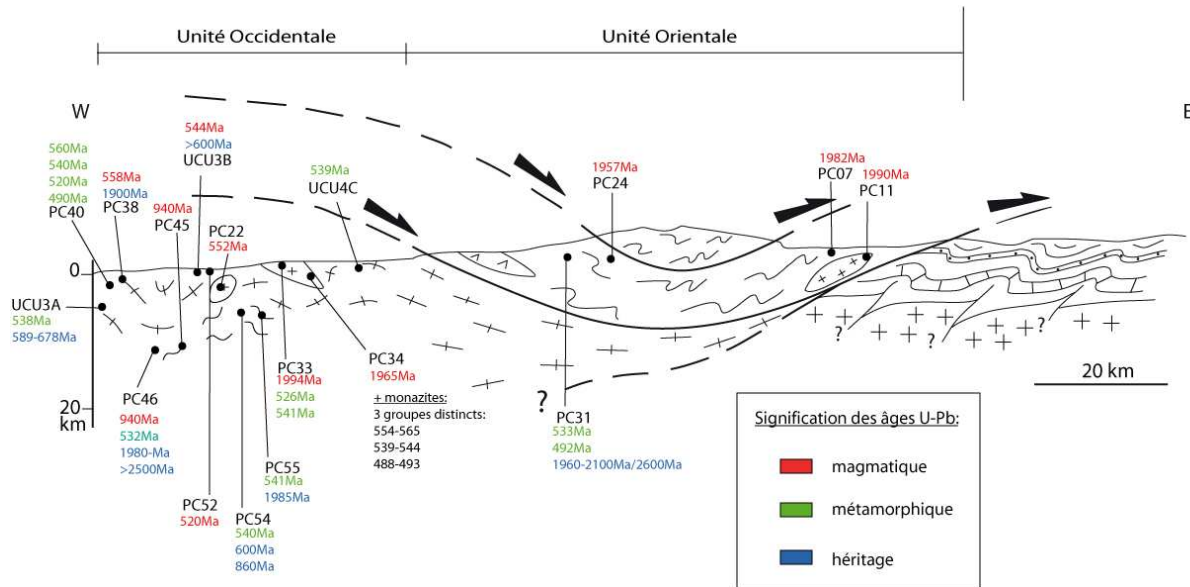 Unité Occidentale
Unité Orientale
W
E
560Ma
540Ma
520Ma
490Ma
PC40
558Ma
1900Ma
PC38
544Ma
>600Ma
UCU3B
940Ma
PC45
PC22
552Ma
539Ma
UCU4C
1957Ma
PC24
1982Ma
PC07
1990Ma
PC11
0
UCU3A
538Ma
589-678Ma
20
km
PC46
940Ma
532Ma
1980-Ma
>2500Ma
PC52
520Ma
PC54
540Ma
600Ma
860Ma
PC55
541Ma
1985Ma
PC33
1994Ma
526Ma
541Ma
PC34
1965Ma
+ monazites:
3 groupes distincts:
554-565
539-544
488-493
?
PC31
533Ma
492Ma
1960-2100Ma/2600Ma
?
?
?
20 km
Signification des âges U-Pb:
magmatique
métamorphique
héritage